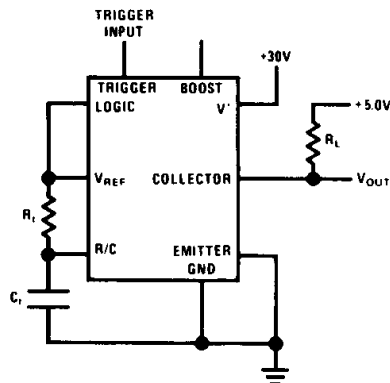 TRIGGER
INPUT
+30V
TRIGGER BOOST
LOGIC
V+
+5.0V
RL
VREF
COLLECTOR
VOUT
Rt
R/C
EMITTER
GND
Ct